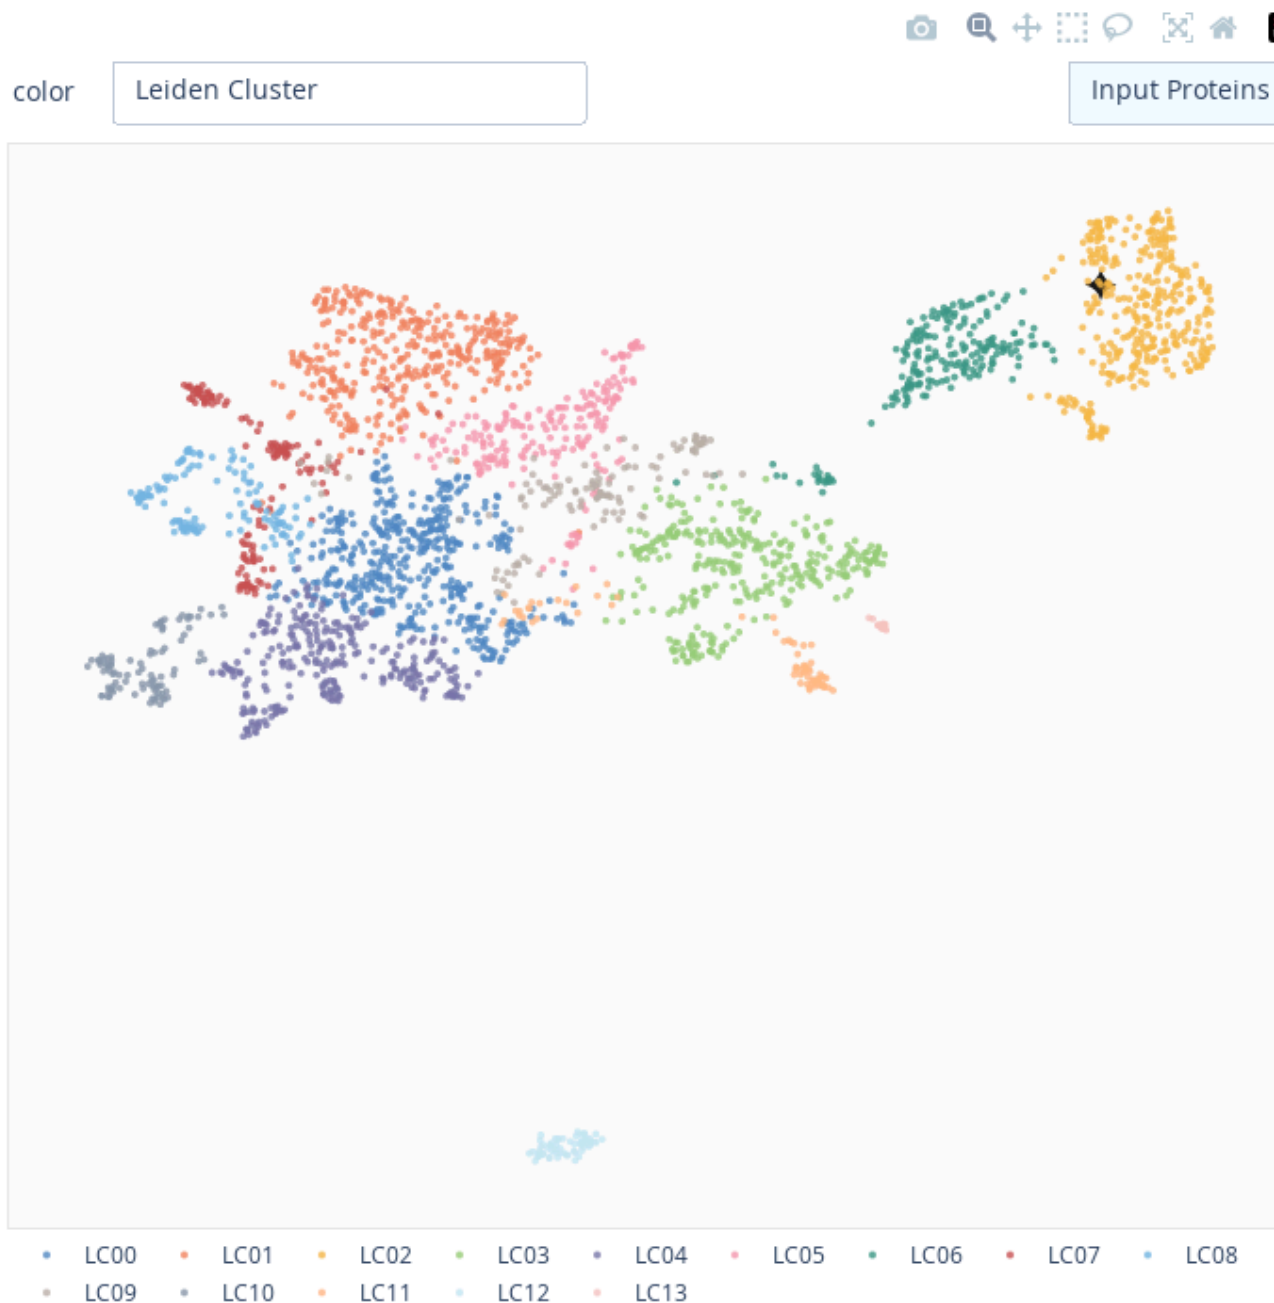 color Leiden Cluster Input Proteins
LC00 LC01 LC02 LC03 LC04 LC05 LC06 LC07 LC08
LC09 LC10 LC11 LC12 LC13